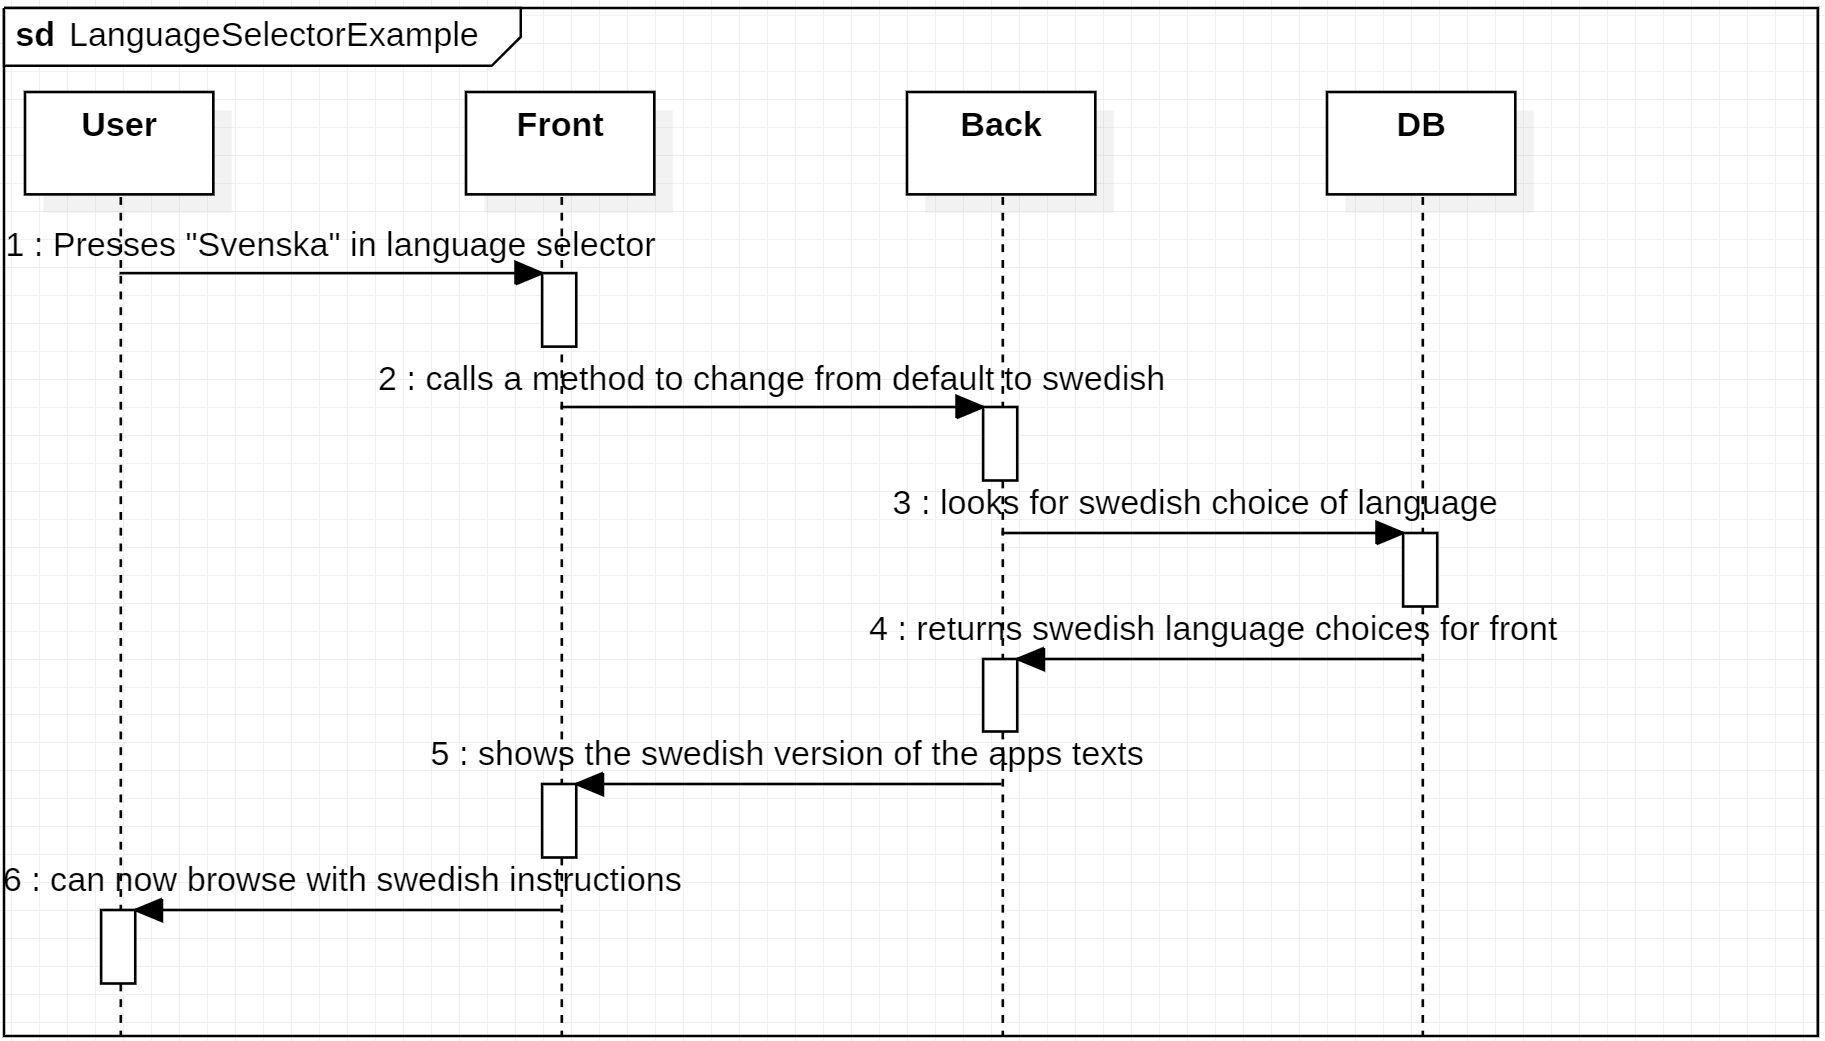 sd LanguageSelectorExample
User
Front
Back
DB
1 : Presses "Svenska" in language selector
2 : calls a method to change from default to swedish
3 : looks for swedish choice of language
4 : returns swedish language choices for front
5 : shows the swedish version of the apps texts
6 : can now browse with swedish instructions